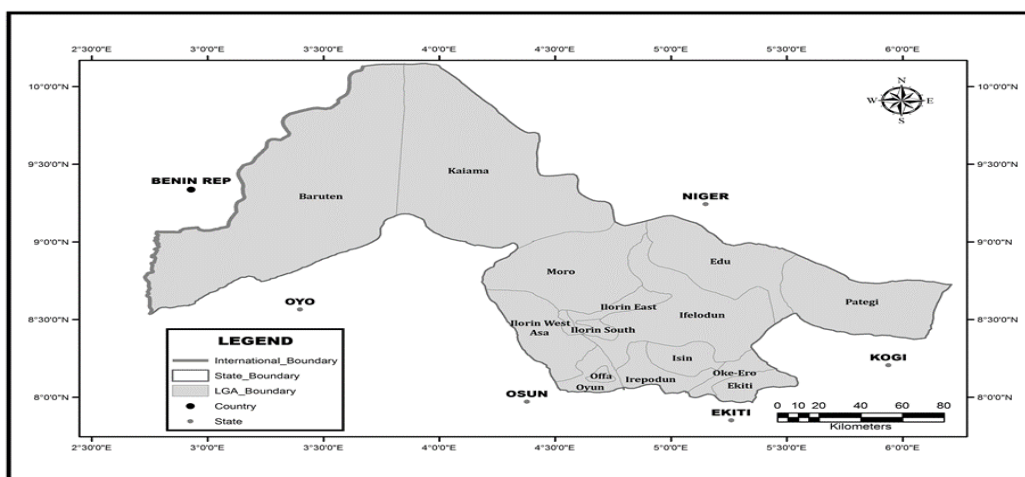 2°30'0"E 3°0'0"E 3°30'0"E 4°0'0"E 4°30'0"E 5°0'0"E 5°30'0"E 6°0'0"E
10°0'0"N 10°0'0"N
N
W E
S
9°30'0"N 9°30'0"N
BENIN REP
Kaiama
Baruten
NIGER
9°0'0"N 9°0'0"N
Edu
Moro
Pategi
OYO
Ilorin East
8°30'0"N 8°30'0"N
Ifelodun
Ilorin West
Ilorin South
Asa
LEGEND
International_Boundary
State_Boundary
LGA_Boundary
Country
State
Isin
KOGI
Oke-Ero
Offa
Irepodun
Ekiti
Oyun
OSUN
8°0'0"N 8°0'0"N
EKITI
0 10 20 40 60 80
Kilometers
2°30'0"E 3°0'0"E 3°30'0"E 4°0'0"E 4°30'0"E 5°0'0"E 5°30'0"E 6°0'0"E